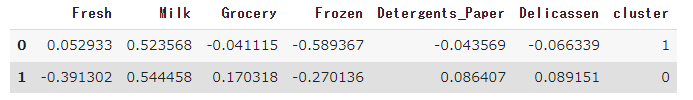 Fresh Milk Grocery Frozen Detergents_Paper Delicassen cluster
0 0.052933 0.523568 -0.041115 -0.589367 -0.043569 -0.066339 1
1 -0.391302 0.544458 0.170318 -0.270136 0.086407 0.089151 0